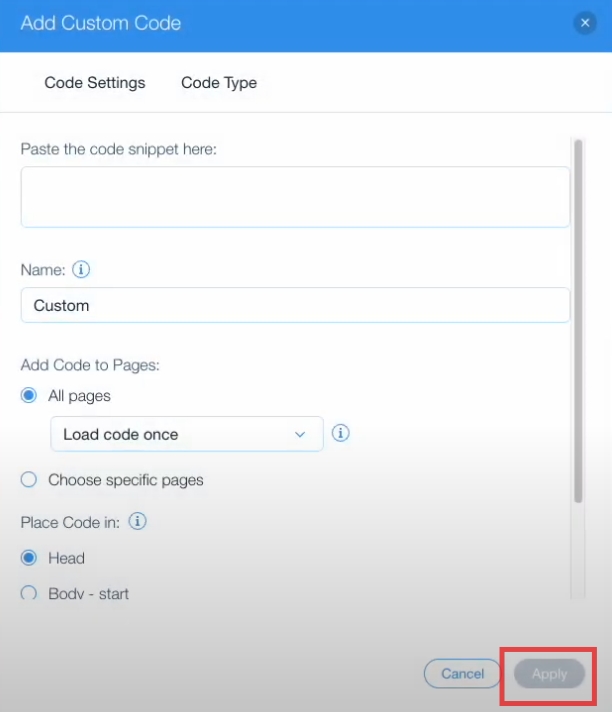 Add Custom Code
Code Settings Code Type
Paste the code snippet here:
Name:
Custom
Add Code to Pages:
All pages
Load code once
Choose specific pages
Place Code in:
Head
Body - start
Cancel Apply